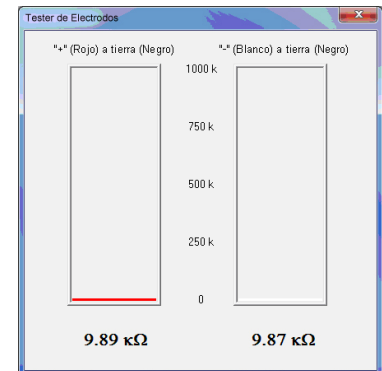 Tester de Electrodos
"+" (Rojo) a tierra (Negro) "-" (Blanco) a tierra (Negro)
1000 k
750 k
500 k
250 k
0
9.89 κΩ 9.87 κΩ